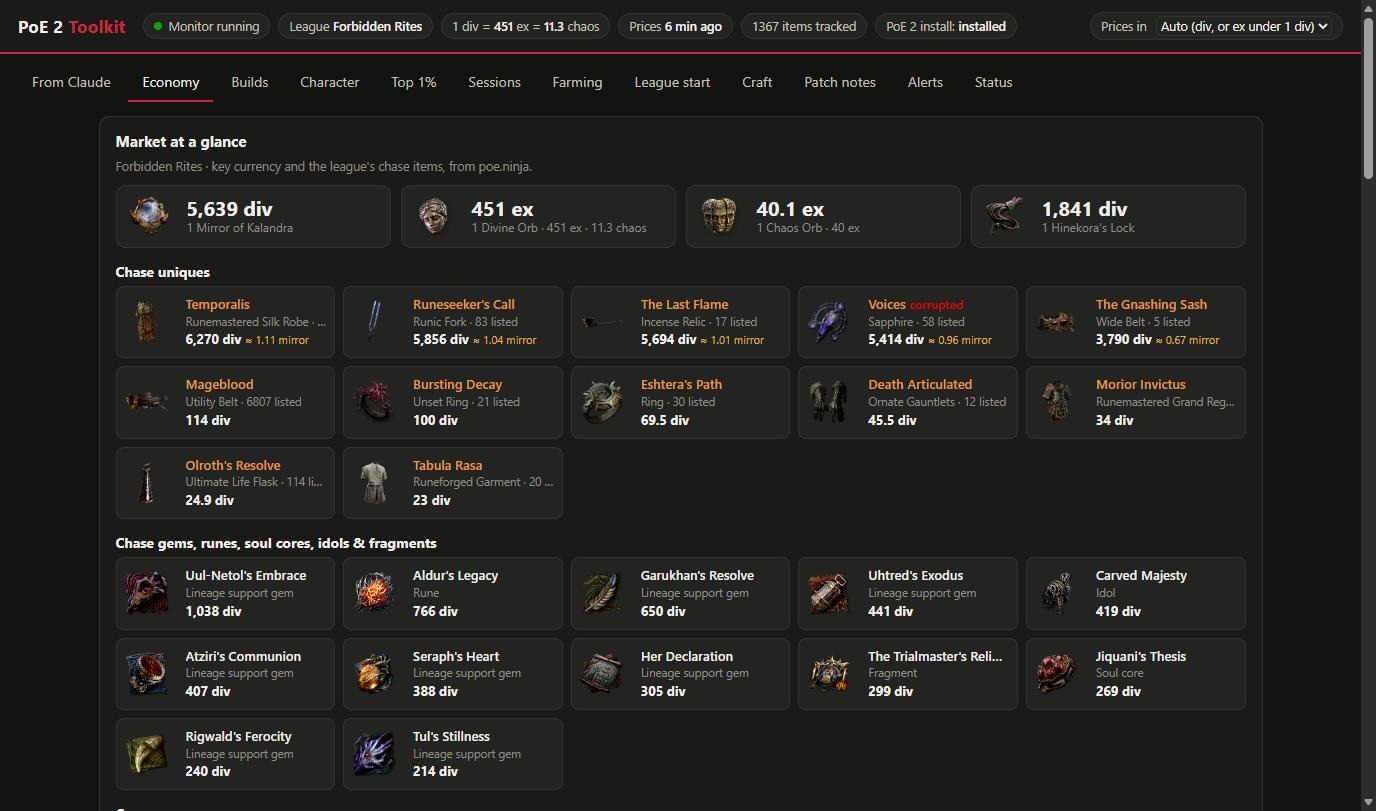 PoE 2 Toolkit
Monitor running
League Forbidden Rites
1 div = 451 ex = 11.3 chaos
Prices 6 min ago
1367 items tracked
PoE 2 install: installed
Prices in Auto (div, or ex under 1 div)
From Claude
Economy
Builds
Character
Top 1%
Sessions
Farming
League start
Craft
Patch notes
Alerts
Status
Market at a glance
Forbidden Rites · key currency and the league's chase items, from poe.ninja.
5,639 div
1 Mirror of Kalandra
451 ex
1 Divine Orb · 451 ex · 11.3 chaos
40.1 ex
1 Chaos Orb · 40 ex
1,841 div
1 Hinekora's Lock
Chase uniques
Temporalis
Runemastered Silk Robe · ...
6,270 div ≈ 1.11 mirror
Runeseeker's Call
Runic Fork · 83 listed
5,856 div ≈ 1.04 mirror
The Last Flame
Incense Relic · 17 listed
5,694 div ≈ 1.01 mirror
Voices corrupted
Sapphire · 58 listed
5,414 div ≈ 0.96 mirror
The Gnashing Sash
Wide Belt · 5 listed
3,790 div ≈ 0.67 mirror
Mageblood
Utility Belt · 6807 listed
114 div
Bursting Decay
Unset Ring · 21 listed
100 div
Eshtera's Path
Ring · 30 listed
69.5 div
Death Articulated
Ornate Gauntlets · 12 listed
45.5 div
Morior Invictus
Runemastered Grand Reg...
34 div
Olroth's Resolve
Ultimate Life Flask · 114 li...
24.9 div
Tabula Rasa
Runeforged Garment · 20 ...
23 div
Chase gems, runes, soul cores, idols & fragments
Uul-Netol's Embrace
Lineage support gem
1,038 div
Aldur's Legacy
Rune
766 div
Garukhan's Resolve
Lineage support gem
650 div
Uhtred's Exodus
Lineage support gem
441 div
Carved Majesty
Idol
419 div
Atziri's Communion
Lineage support gem
407 div
Seraph's Heart
Lineage support gem
388 div
Her Declaration
Lineage support gem
305 div
The Trialmaster's Reli...
Fragment
299 div
Jiquani's Thesis
Soul core
269 div
Rigwald's Ferocity
Lineage support gem
240 div
Tul's Stillness
Lineage support gem
214 div